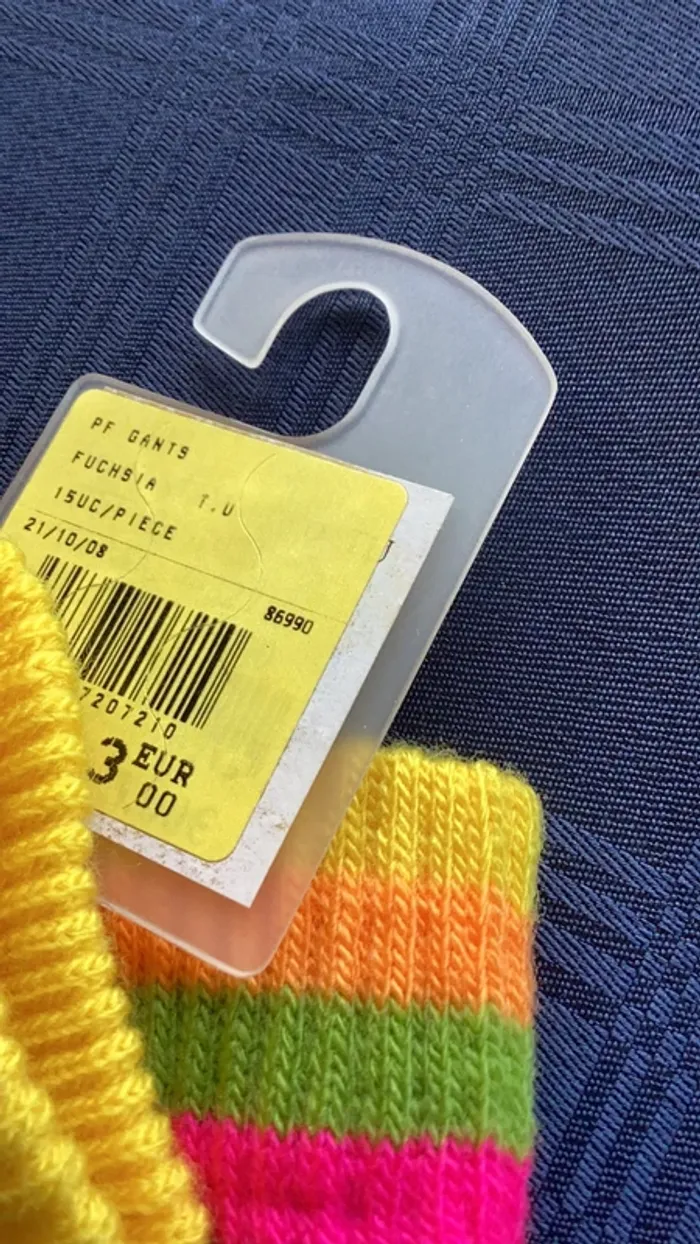 PF GANTS
FUCHSIA T.U
15UC/PIECE
21/10/08
86990
7207210
3 EUR
00